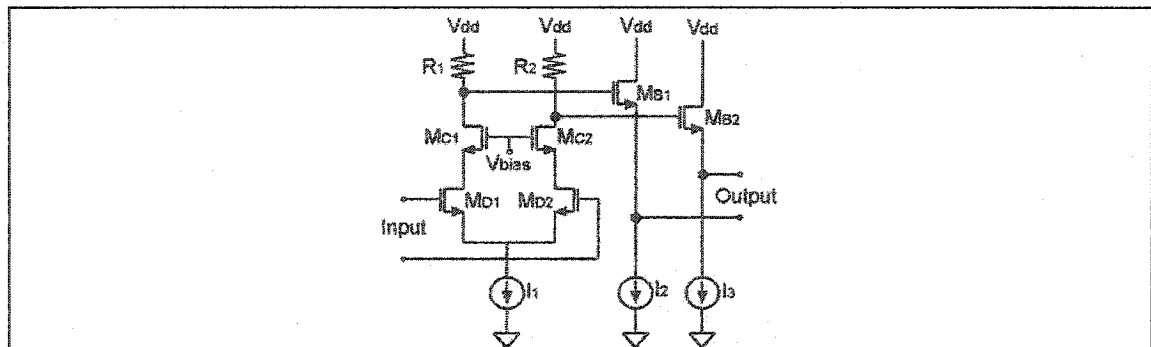 Vdd Vdd Vdd Vdd
R1 R2
MB1
MB2
MC1 MC2
Vbias
MD1 MD2
Output
Input
I1 I2 I3